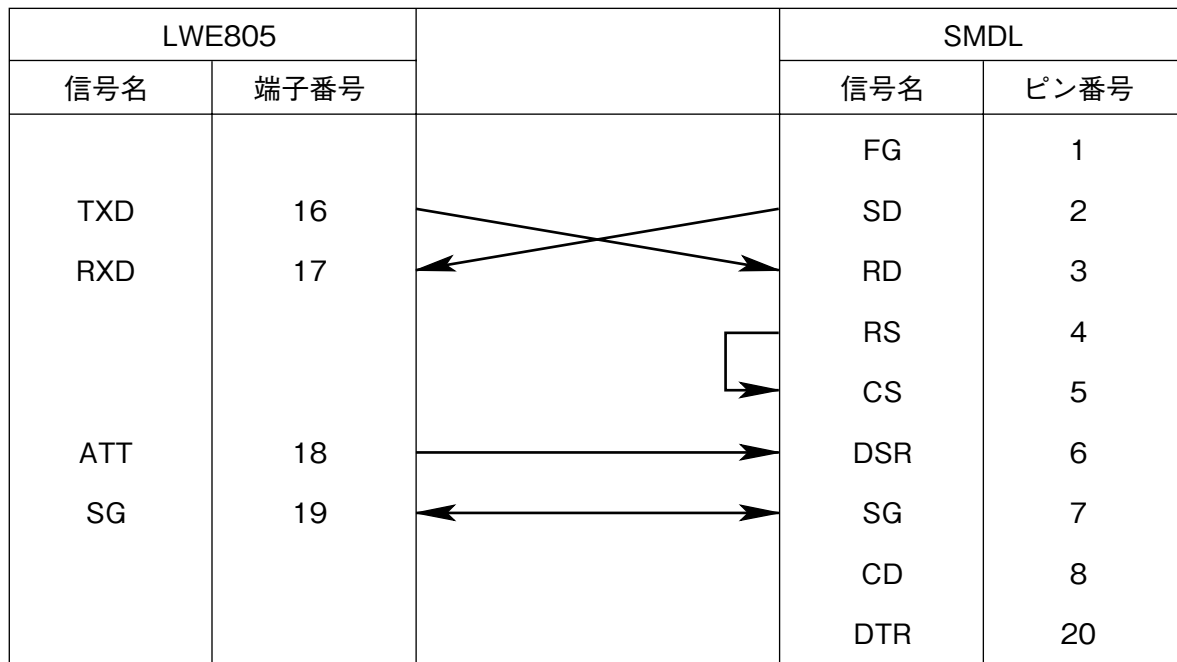 LWE805 SMDL
信号名 端子番号 信号名 ピン番号
FG 1
TXD 16 SD 2
RXD 17 RD 3
RS 4
CS 5
ATT 18 DSR 6
SG 19 SG 7
CD 8
DTR 20